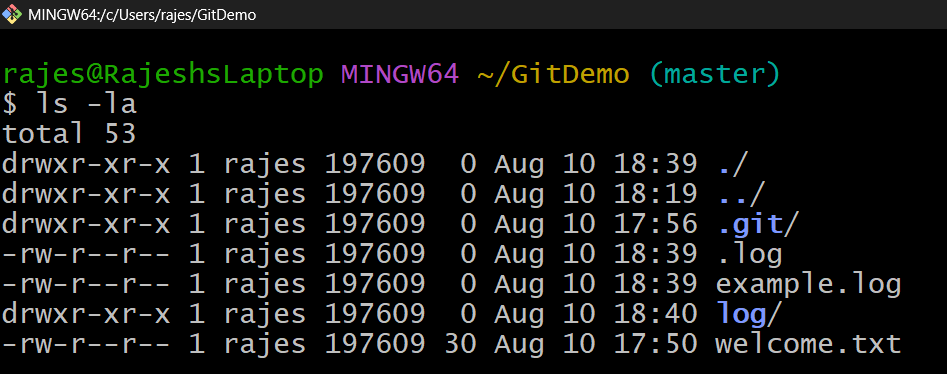 MINGW64:/c/Users/rajes/GitDemo
rajes@RajeshsLaptop MINGW64 ~/GitDemo (master)
$ ls -la
total 53
drwxr-xr-x 1 rajes 197609  0 Aug 10 18:39 ./
drwxr-xr-x 1 rajes 197609  0 Aug 10 18:19 ../
drwxr-xr-x 1 rajes 197609  0 Aug 10 17:56 .git/
-rw-r--r-- 1 rajes 197609  0 Aug 10 18:39 .log
-rw-r--r-- 1 rajes 197609  0 Aug 10 18:39 example.log
drwxr-xr-x 1 rajes 197609  0 Aug 10 18:40 log/
-rw-r--r-- 1 rajes 197609 30 Aug 10 17:50 welcome.txt